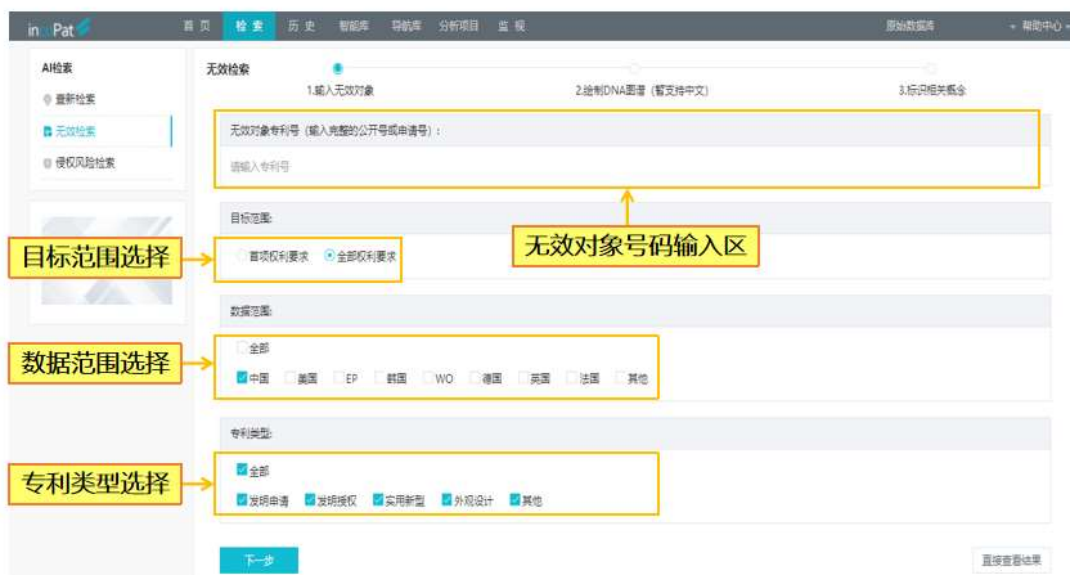 incoPat 首页 检索 历史 智能库 导航库 分析项目 监视 原始数据库 帮助中心
AI检索
查新检索
无效检索
侵权风险检索
无效检索
1.输入无效对象 2.绘制DNA图谱（暂支持中文） 3.标识相关概念
无效对象专利号（输入完整的公开号或申请号）：
请输入专利号
无效对象号码输入区
目标范围:
目标范围选择
首项权利要求 全部权利要求
数据范围:
数据范围选择
全部
中国 美国 EP 韩国 WO 德国 英国 法国 其他
专利类型:
专利类型选择
全部
发明申请 发明授权 实用新型 外观设计 其他
下一步 直接查看结果